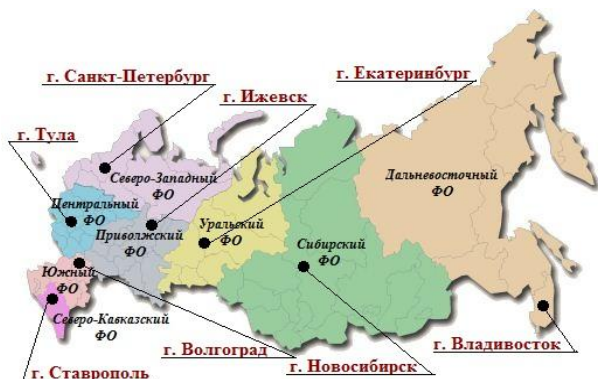 г. Санкт-Петербург
г. Екатеринбург
г. Ижевск
г. Тула
Северо-Западный
ФО
Дальневосточный
ФО
Центральный
ФО
Приволжский
ФО
Уральский
ФО
Сибирский
ФО
Южный
ФО
Северо-Кавказский
ФО
г. Волгоград
г. Владивосток
г. Новосибирск
г. Ставрополь